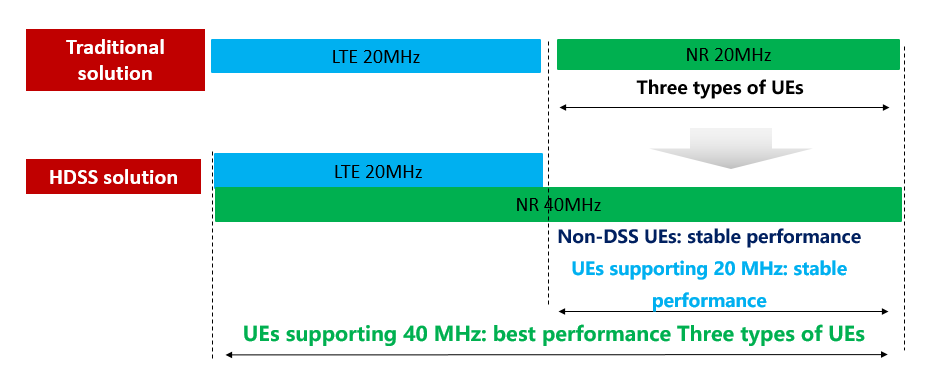 Traditional
solution
LTE 20MHz
NR 20MHz
Three types of UEs
HDSS solution
LTE 20MHz
NR 40MHz
Non-DSS UEs: stable performance
UEs supporting 20 MHz: stable
performance
UEs supporting 40 MHz: best performance Three types of UEs